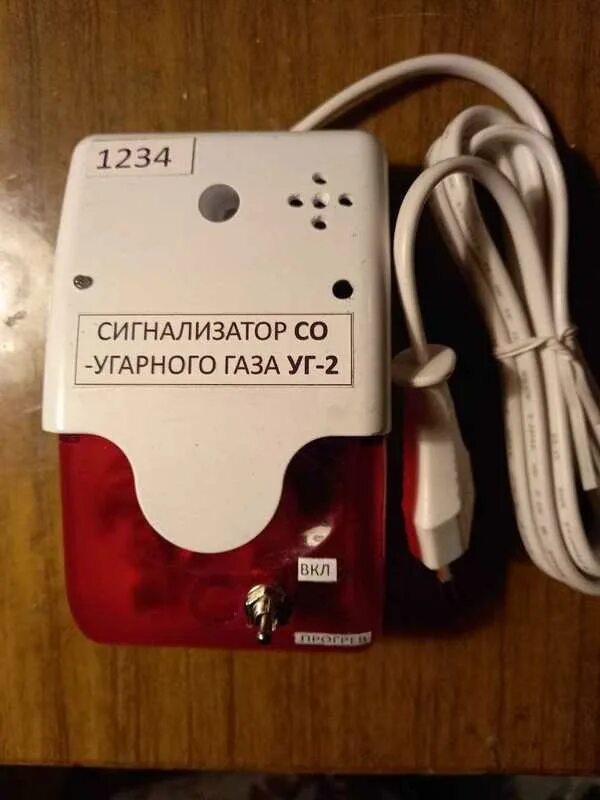 1234
СИГНАЛИЗАТОР СО
-УГАРНОГО ГАЗА УГ-2
ВКЛ
ПРОГРЕВ